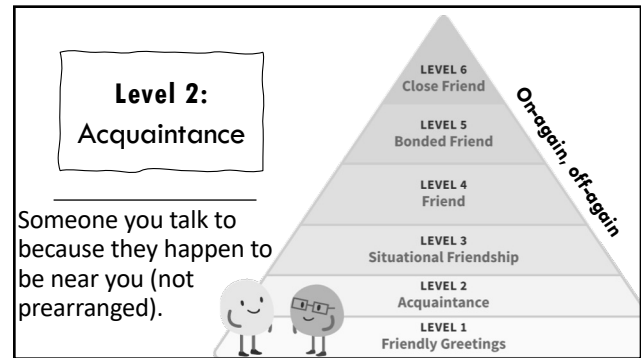 Level 2:
Acquaintance
Someone you talk to
because they happen to
be near you (not
prearranged).
LEVEL 6
Close Friend
LEVEL 5
Bonded Friend
LEVEL 4
Friend
LEVEL 3
Situational Friendship
LEVEL 2
Acquaintance
LEVEL 1
Friendly Greetings
On-again, off-again